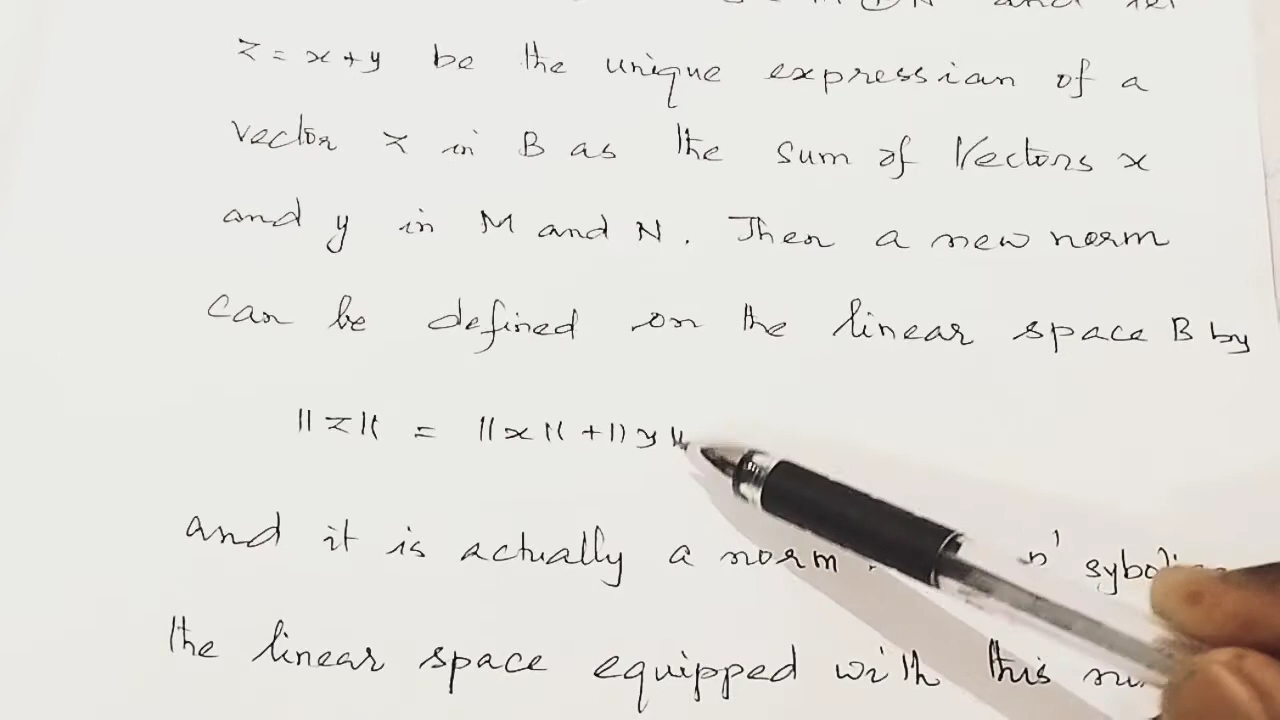 M ⊕ N and
z = x + y be the unique expression of a
vector z in B as the sum of Vectors x
and y in M and N. Then a new norm
can be defined on the linear space B by
||z|| = ||x|| + ||y||
and it is actually a norm.
the linear space equipped with this